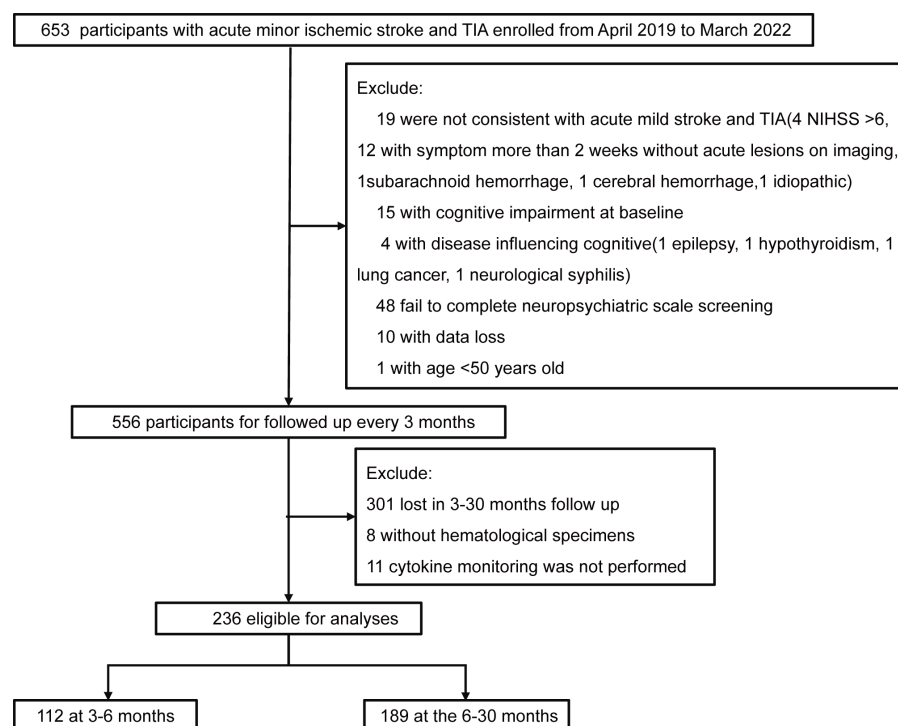 653 participants with acute minor ischemic stroke and TIA enrolled from April 2019 to March 2022
Exclude:
19 were not consistent with acute mild stroke and TIA(4 NIHSS >6,
12 with symptom more than 2 weeks without acute lesions on imaging,
1subarachnoid hemorrhage, 1 cerebral hemorrhage,1 idiopathic)
15 with cognitive impairment at baseline
4 with disease influencing cognitive(1 epilepsy, 1 hypothyroidism, 1
lung cancer, 1 neurological syphilis)
48 fail to complete neuropsychiatric scale screening
10 with data loss
1 with age <50 years old
556 participants for followed up every 3 months
Exclude:
301 lost in 3-30 months follow up
8 without hematological specimens
11 cytokine monitoring was not performed
236 eligible for analyses
112 at 3-6 months
189 at the 6-30 months